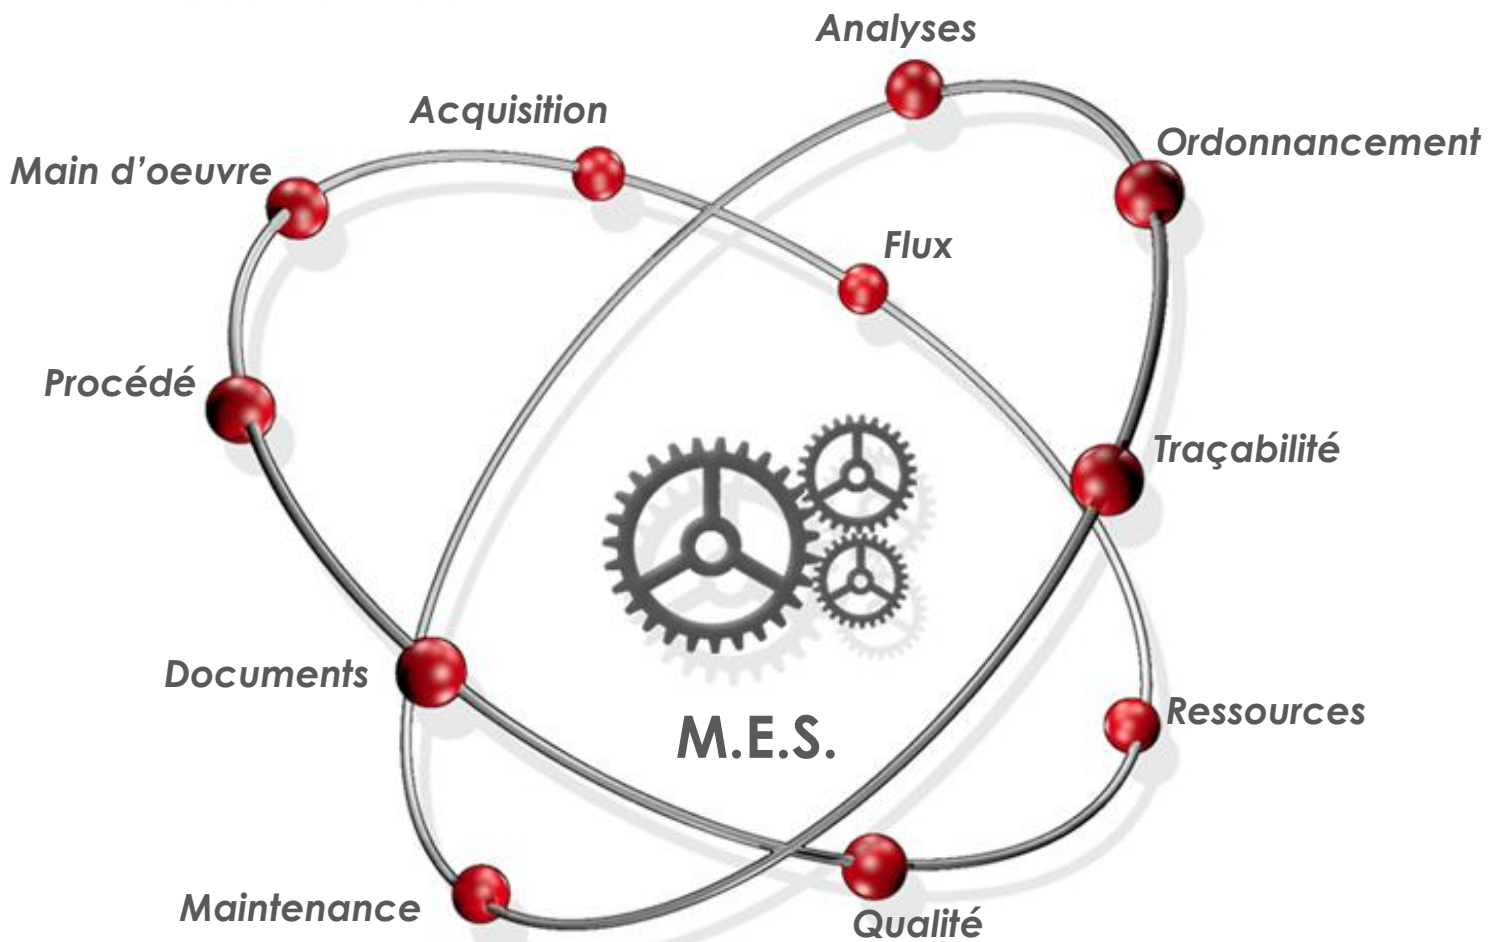 Analyses
Acquisition
Ordonnancement
Main d'oeuvre
Flux
Procédé
Traçabilité
Documents
Ressources
M.E.S.
Maintenance
Qualité